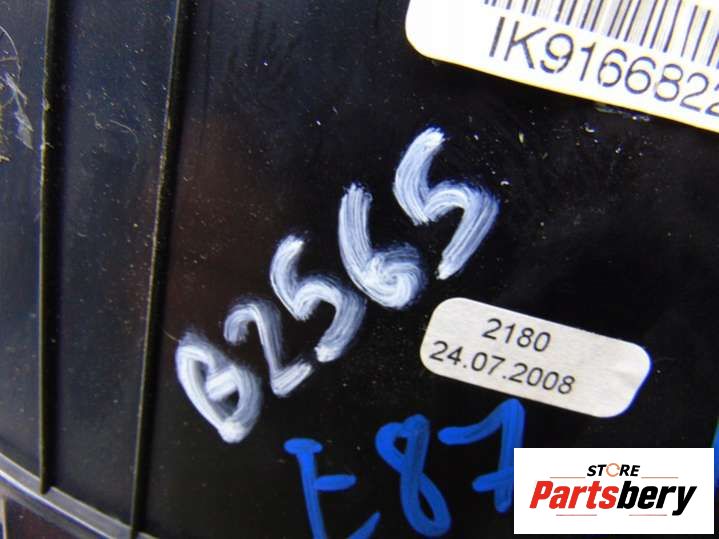 IK9166822
B2565
2180
24.07.2008
E87
STORE
Partsbery